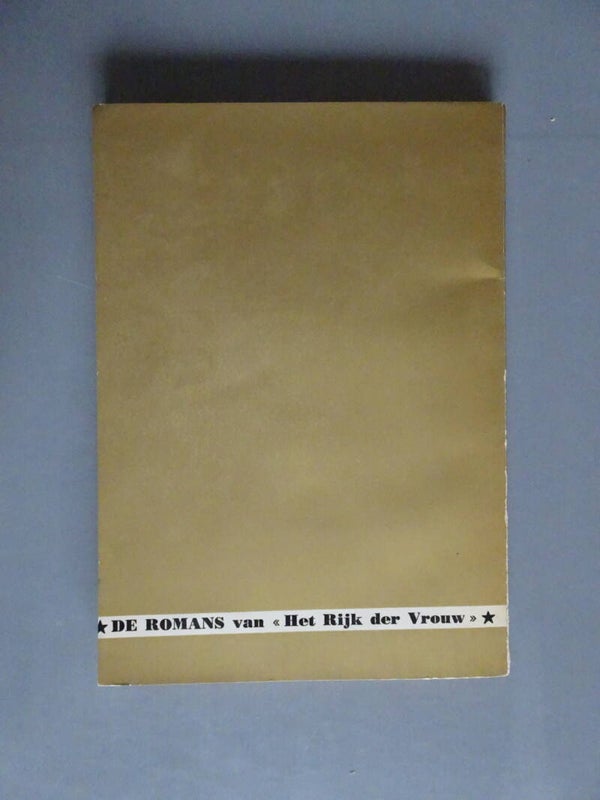 ★ DE ROMANS van « Het Rijk der Vrouw » ★